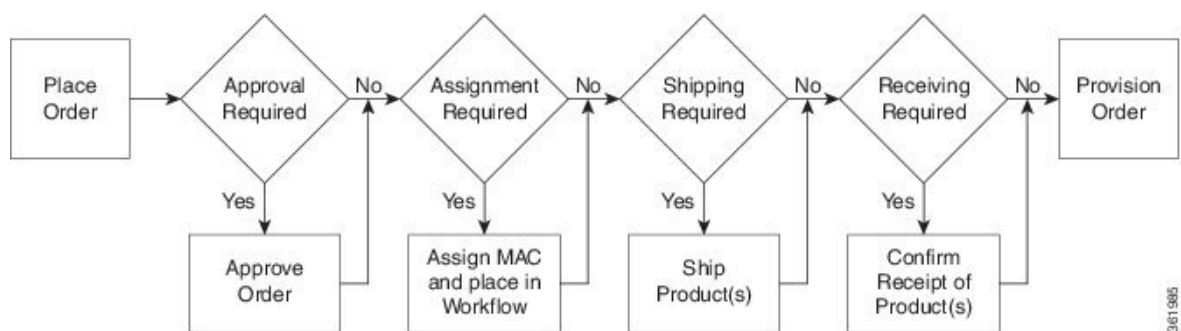 Place
Order
Approval
Required
No
Assignment
Required
No
Shipping
Required
No
Receiving
Required
No
Provision
Order
Yes
Yes
Yes
Yes
Approve
Order
Assign MAC
and place in
Workflow
Ship
Product(s)
Confirm
Receipt of
Product(s)
361985